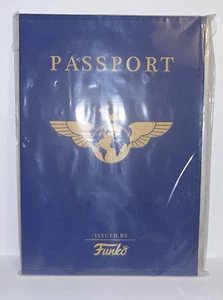 PASSPORT
ISSUED BY
Funko